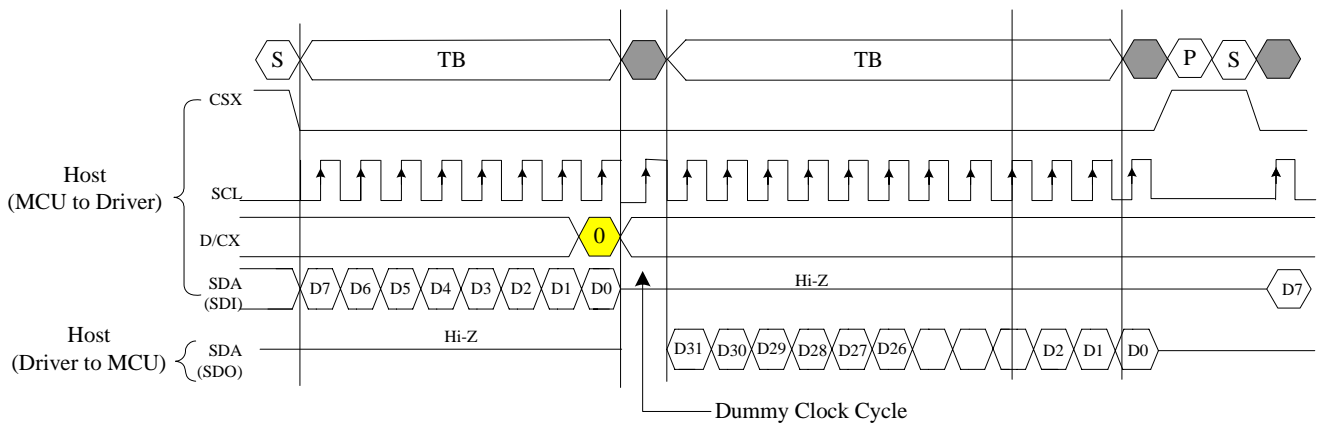 S TB TB P S
CSX
Host
(MCU to Driver)
SCL
D/CX 0
SDA
(SDI)
D7 D6 D5 D4 D3 D2 D1 D0 Hi-Z D7
Host
(Driver to MCU)
SDA
(SDO)
Hi-Z D31 D30 D29 D28 D27 D26 D2 D1 D0
Dummy Clock Cycle